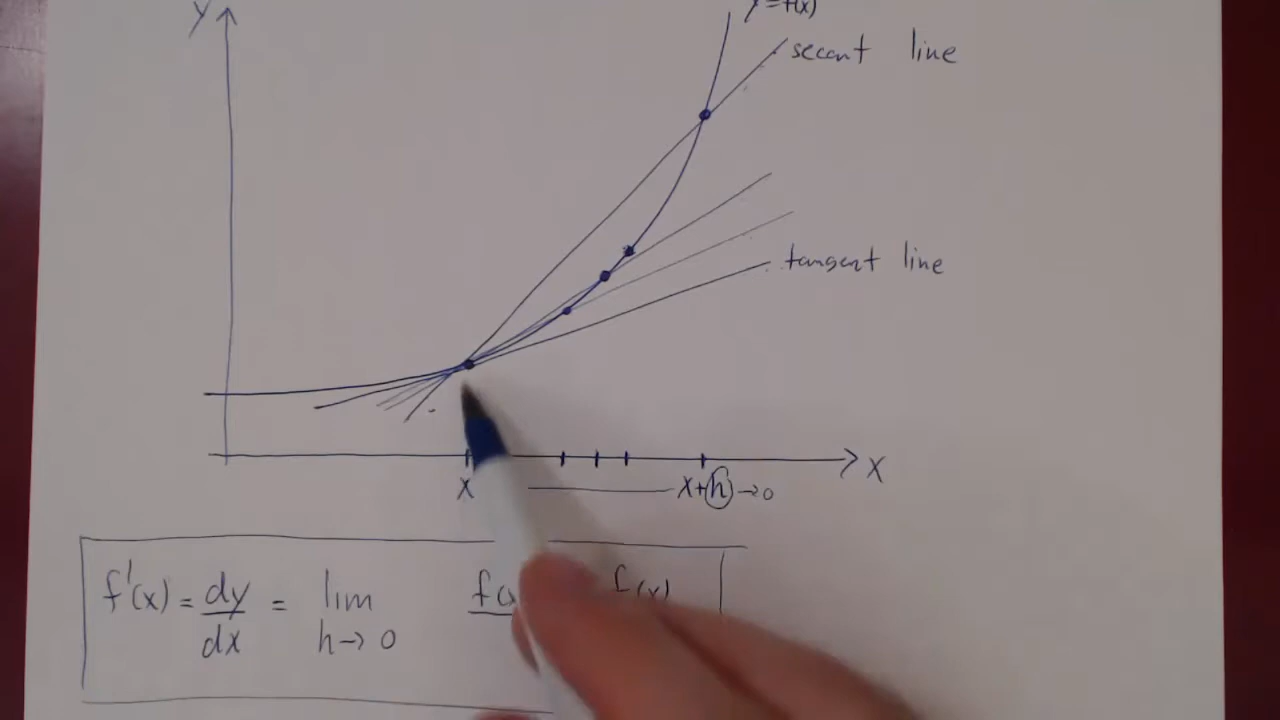 y
y = f(x)
secant line
tangent line
x
x x+h → 0
f'(x) = dy/dx = lim h→0 f(x f(x)